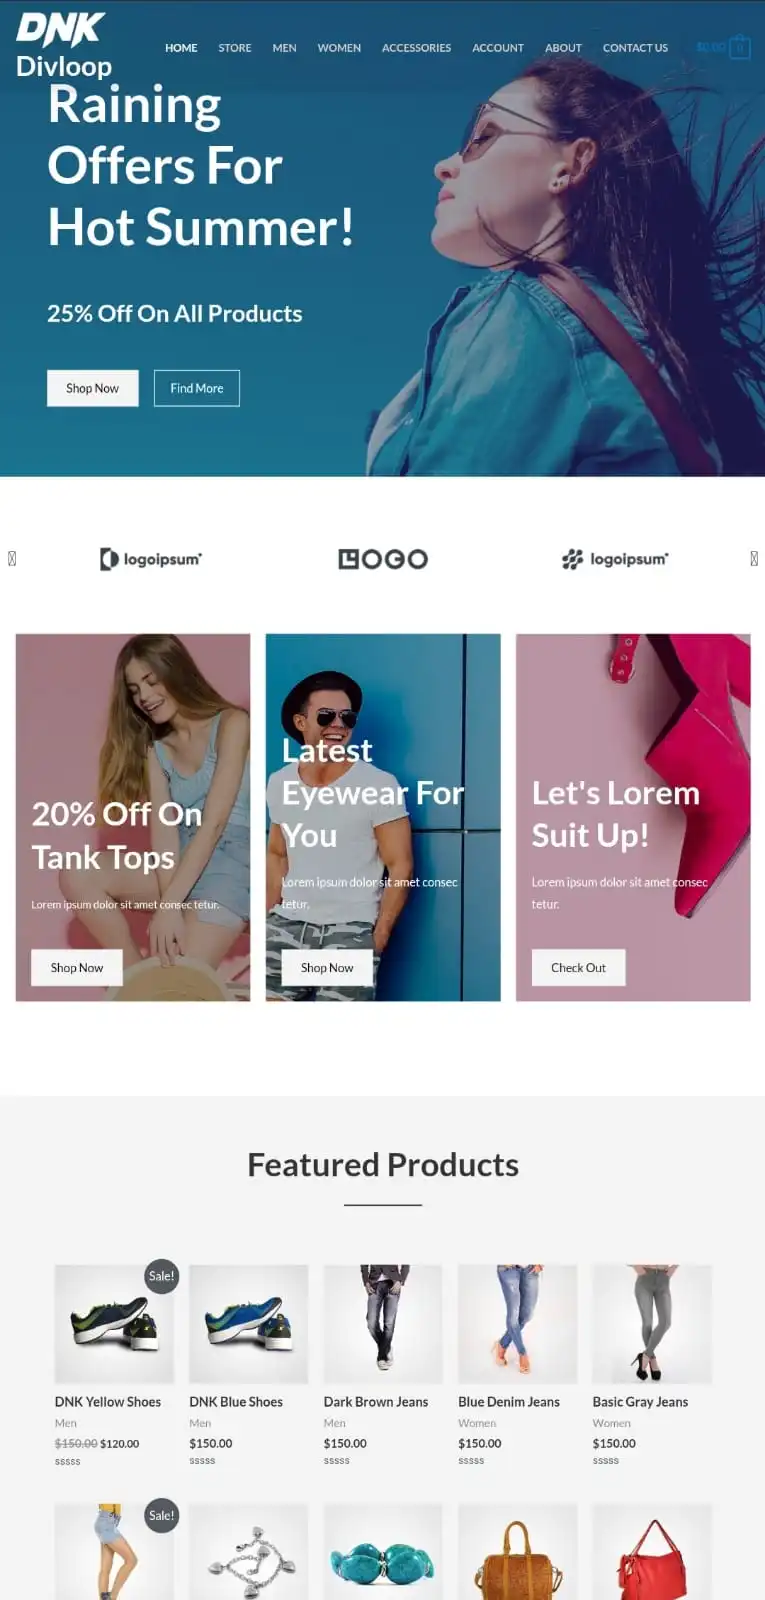 DNK
Divloop
HOME STORE MEN WOMEN ACCESSORIES ACCOUNT ABOUT CONTACT US $0.00 0
Raining
Offers For
Hot Summer!
25% Off On All Products
Shop Now Find More
logoipsum LOGO logoipsum
20% Off On
Tank Tops
Lorem ipsum dolor sit amet consec tetur.
Shop Now
Latest
Eyewear For
You
Lorem ipsum dolor sit amet consec
tetur.
Shop Now
Let's Lorem
Suit Up!
Lorem ipsum dolor sit amet consec
tetur.
Check Out
Featured Products
Sale!
DNK Yellow Shoes
Men
$150.00 $120.00
sssss
DNK Blue Shoes
Men
$150.00
sssss
Dark Brown Jeans
Men
$150.00
sssss
Blue Denim Jeans
Women
$150.00
sssss
Basic Gray Jeans
Women
$150.00
sssss
Sale!